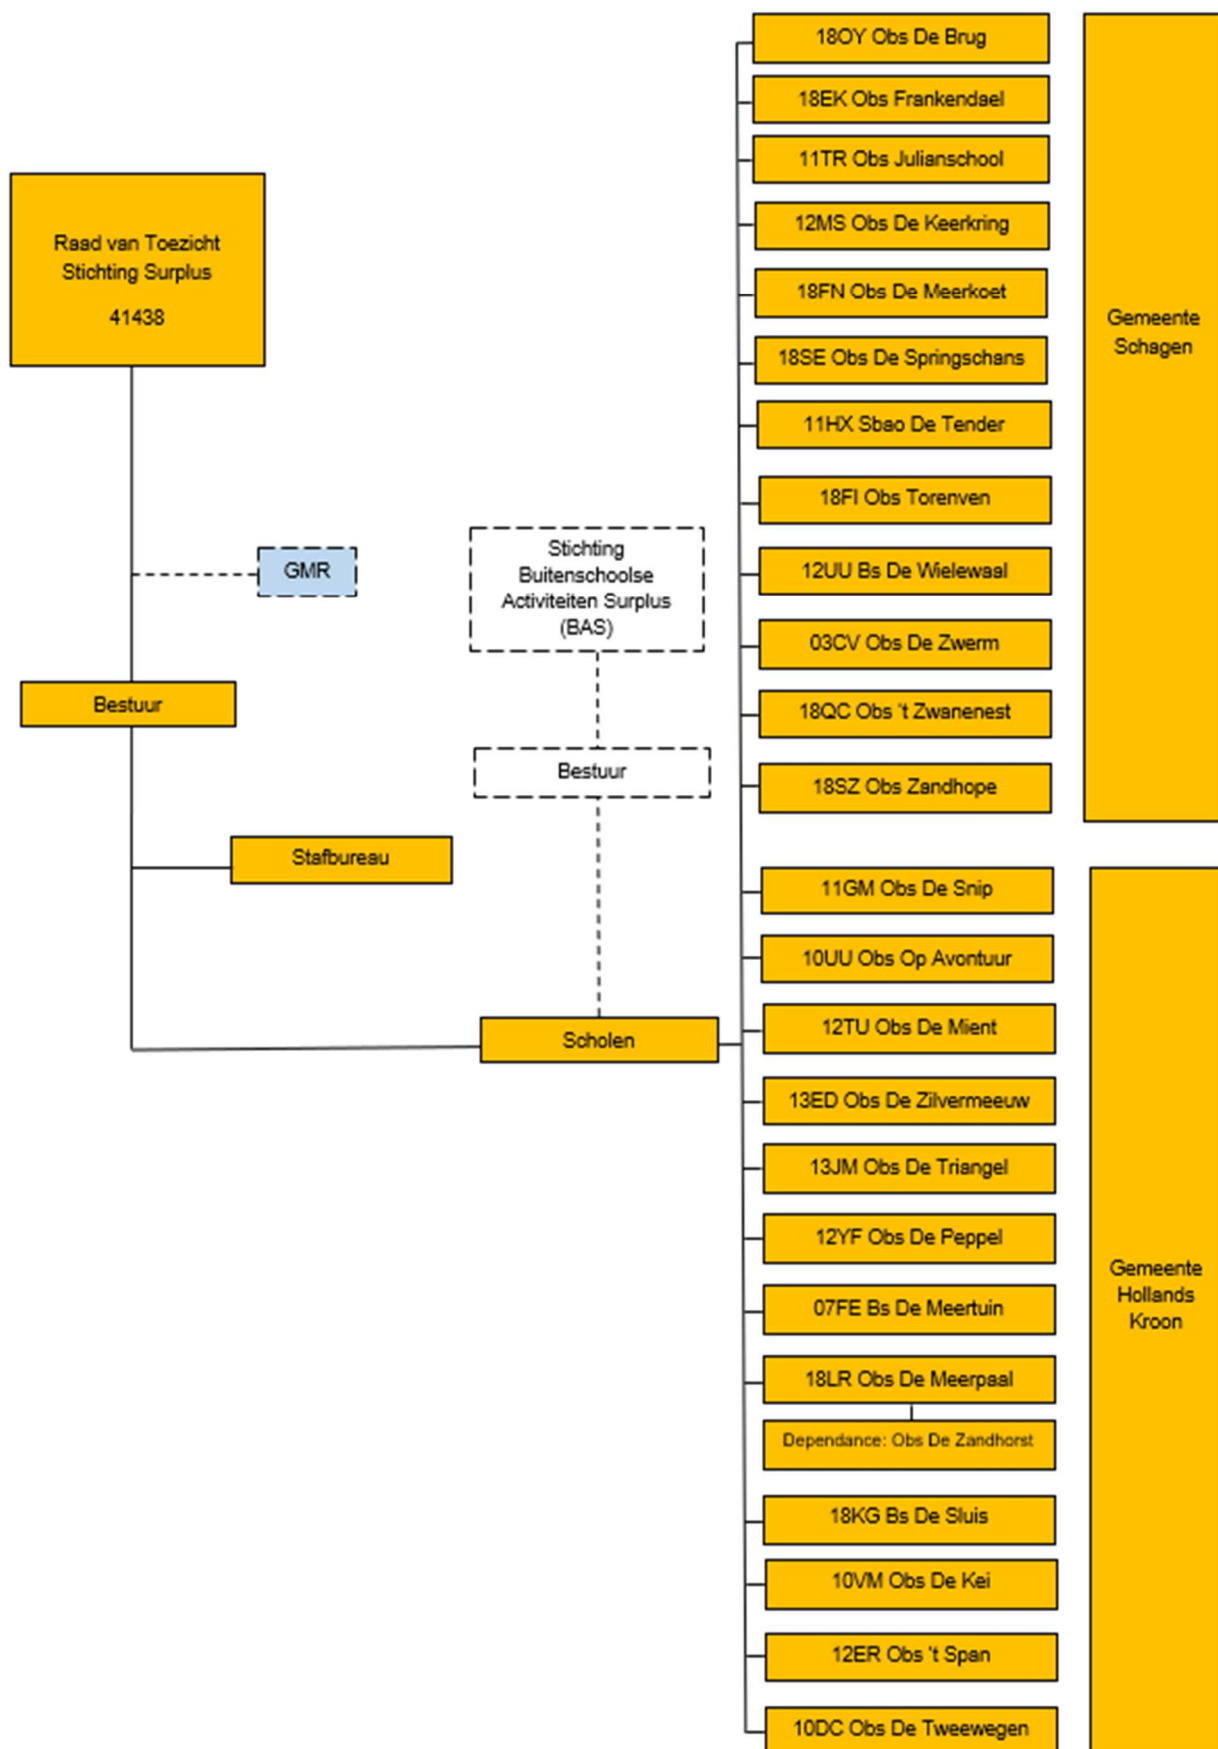 Raad van Toezicht
Stichting Surplus
41438
GMR
Bestuur
Stafbureau
Stichting
Buitenschoolse
Activiteiten Surplus
(BAS)
Bestuur
Scholen
18OY Obs De Brug
18EK Obs Frankendael
11TR Obs Julianschool
12MS Obs De Keerkring
18FN Obs De Meerkoet
18SE Obs De Springschans
11HX Sbao De Tender
18FI Obs Torenven
12UU Bs De Wielewaal
03CV Obs De Zwerm
18QC Obs 't Zwanenest
18SZ Obs Zandhope
Gemeente
Schagen
11GM Obs De Snip
10UU Obs Op Avontuur
12TU Obs De Mient
13ED Obs De Zilvermeeuw
13JM Obs De Triangel
12YF Obs De Peppel
07FE Bs De Meertuin
18LR Obs De Meerpaal
Dependance: Obs De Zandhorst
18KG Bs De Sluis
10VM Obs De Kei
12ER Obs 't Span
10DC Obs De Tweewegen
Gemeente
Hollands
Kroon